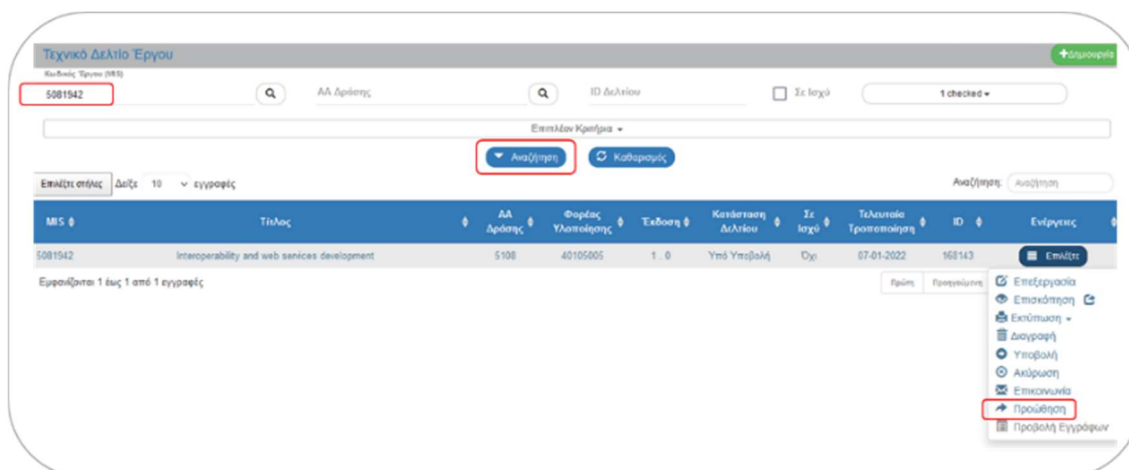 Τεχνικό Δελτίο Έργου
+Δημιουργία
Κωδικός Έργου (MIS)
5081942 ΑΑ Δράσης ID Δελτίου Σε Ισχύ 1 checked
Επιπλέον Κριτήρια
Αναζήτηση Καθαρισμός
Επιλέξτε στήλες Δείξε 10 εγγραφές Αναζήτηση: Αναζήτηση
MIS Τίτλος ΑΑ Δράσης Φορέας Υλοποίησης Έκδοση Κατάσταση Δελτίου Σε Ισχύ Τελευταία Τροποποίηση ID Ενέργειες
5081942 Interoperability and web services development 5108 40105005 1 . 0 Υπό Υποβολή Όχι 07-01-2022 168143 Επιλέξτε
Εμφανίζονται 1 έως 1 από 1 εγγραφές Πρώτη Προηγούμενη
Επεξεργασία
Επισκόπηση
Εκτύπωση
Διαγραφή
Υποβολή
Ακύρωση
Επικοινωνία
Προώθηση
Προβολή Εγγράφων